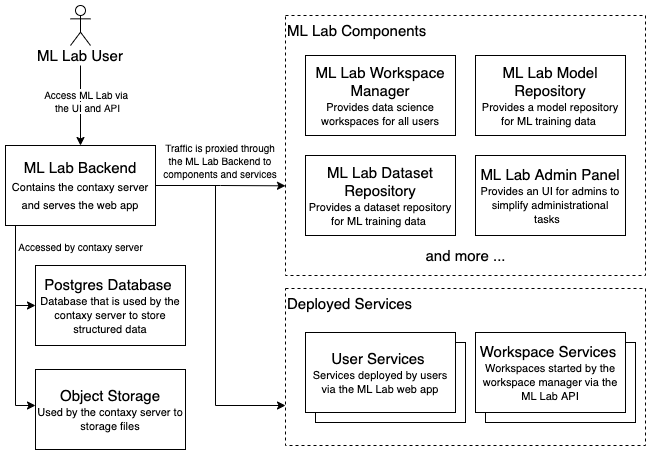 ML Lab User
Access ML Lab via
the UI and API
ML Lab Backend
Contains the contaxy server
and serves the web app
Traffic is proxied through
the ML Lab Backend to
components and services
Accessed by contaxy server
Postgres Database
Database that is used by the
contaxy server to store
structured data
Object Storage
Used by the contaxy server to
storage files
ML Lab Components
ML Lab Workspace
Manager
Provides data science
workspaces for all users
ML Lab Model
Repository
Provides a model repository
for ML training data
ML Lab Dataset
Repository
Provides a dataset repository
for ML training data
ML Lab Admin Panel
Provides an UI for admins to
simplify administrational
tasks
and more ...
Deployed Services
User Services
Services deployed by users
via the ML Lab web app
Workspace Services
Workspaces started by the
workspace manager via the
ML Lab API